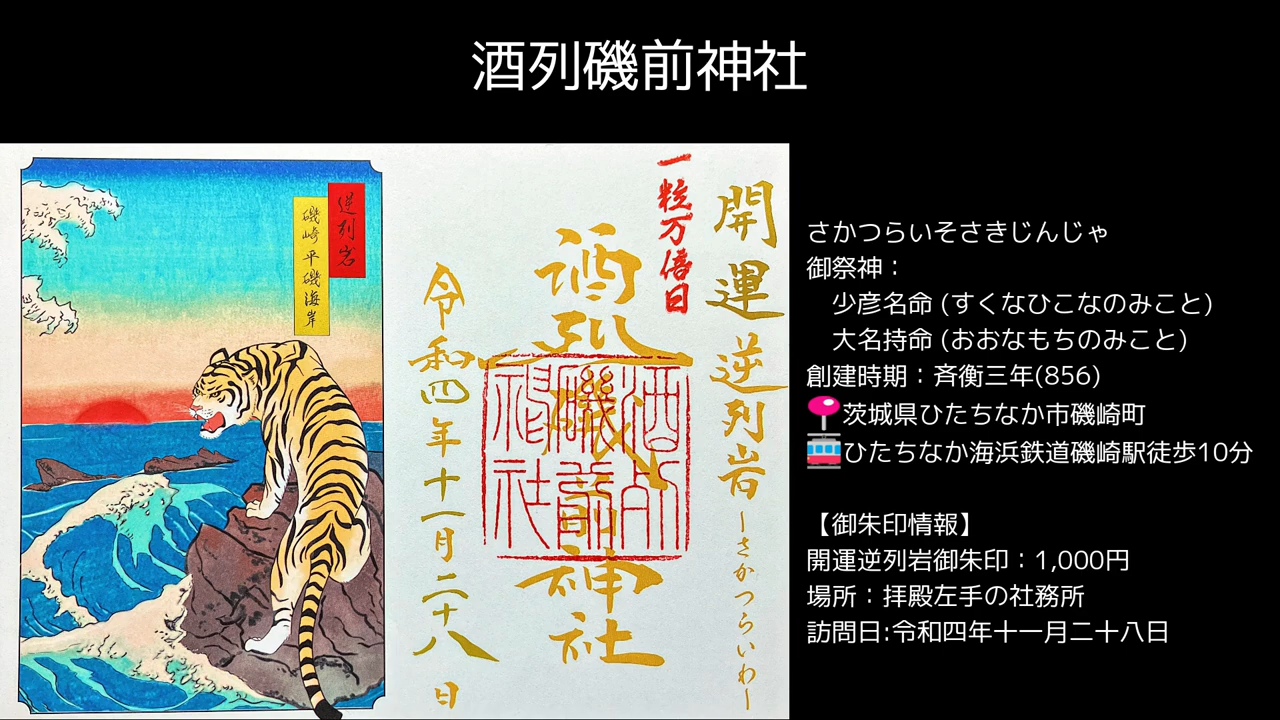 酒列磯前神社
逆列岩
磯崎平磯海岸
開運逆列岩 ーさかつらいわー
一粒万倍日
酒列磯前神社
酒列磯前神社
令和四年十一月二十八日
さかつらいそさきじんじゃ
御祭神：
少彦名命 (すくなひこなのみこと)
大名持命 (おおなもちのみこと)
創建時期：斉衡三年(856)
茨城県ひたちなか市磯崎町
ひたちなか海浜鉄道磯崎駅徒歩10分
【御朱印情報】
開運逆列岩御朱印：1,000円
場所：拝殿左手の社務所
訪問日:令和四年十一月二十八日